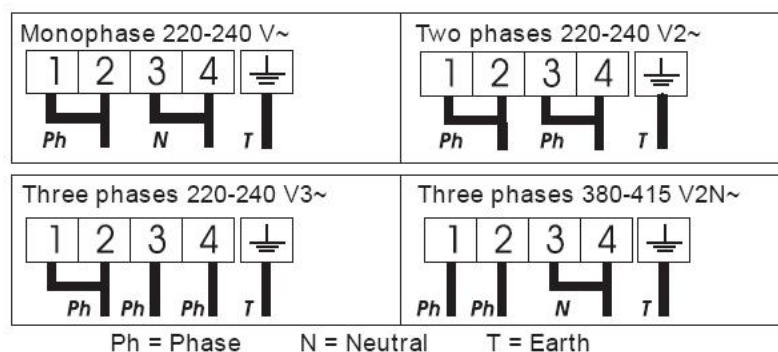 Monophase 220-240 V~
1 2 3 4
Ph N T
Two phases 220-240 V2~
1 2 3 4
Ph Ph T
Three phases 220-240 V3~
1 2 3 4
Ph Ph Ph T
Three phases 380-415 V2N~
1 2 3 4
Ph Ph N T
Ph = Phase N = Neutral T = Earth